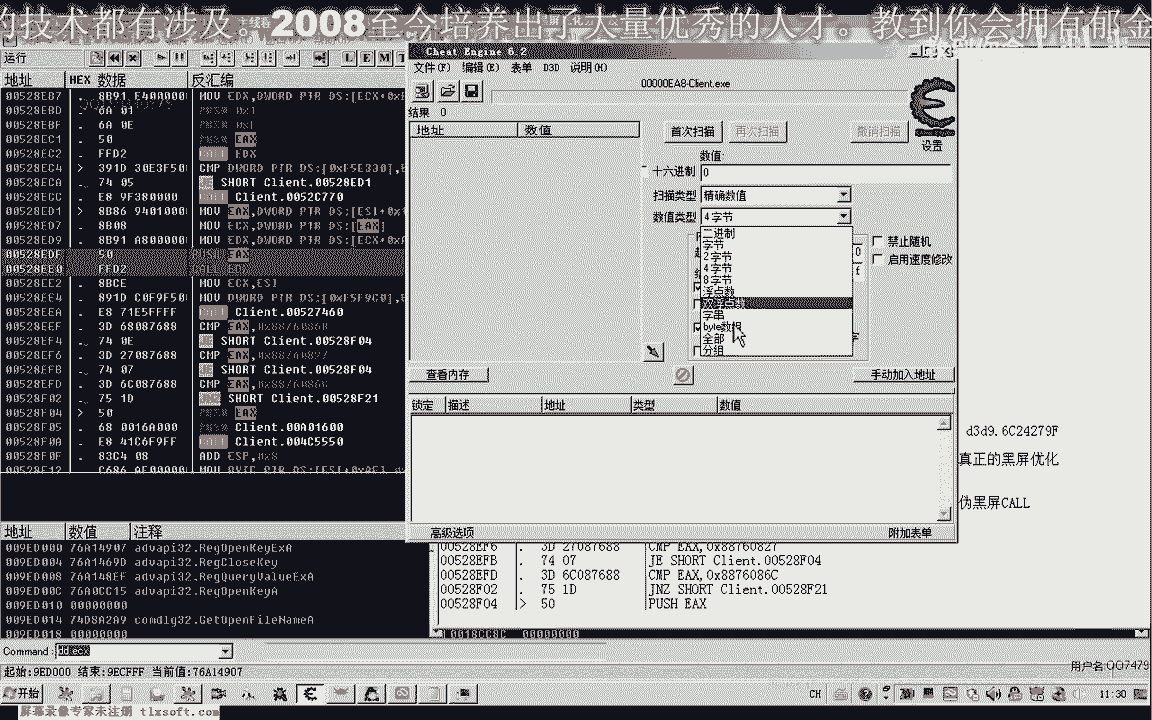 的技术都有涉及。2008至今培养出了大量优秀的人才。教到你会拥有郁金
运行
L E M T
地址 HEX 数据 反汇编
00528EB7 . 8B91 E4000000 MOV EDX,DWORD PTR DS:[ECX+0x
00528EBD . 6A 01 PUSH 0x1
00528EBF . 6A 0E PUSH 0xE
00528EC1 . 50 PUSH EAX
00528EC2 . FFD2 CALL EDX
00528EC4 > 391D 30E3F50 CMP DWORD PTR DS:[0xF5E330],E
00528ECA . 74 05 JE SHORT Client.00528ED1
00528ECC . E8 9F380000 CALL Client.0052C770
00528ED1 > 8B86 9401000 MOV EAX,DWORD PTR DS:[ESI+0x1
00528ED7 . 8B08 MOV ECX,DWORD PTR DS:[EAX]
00528ED9 . 8B91 A800000 MOV EDX,DWORD PTR DS:[ECX+0xA
00528EDF . 50 PUSH EAX
00528EE0 . FFD2 CALL EDX
00528EE2 . 8BCE MOV ECX,ESI
00528EE4 . 891D C0F9F50 MOV DWORD PTR DS:[0xF5F9C0],E
00528EEA . E8 71E5FFFF CALL Client.00527460
00528EEF . 3D 68087688 CMP EAX,0x88760868
00528EF4 . 74 0E JE SHORT Client.00528F04
00528EF6 . 3D 27087688 CMP EAX,0x88760827
00528EFB . 74 07 JE SHORT Client.00528F04
00528EFD . 3D 6C087688 CMP EAX,0x8876086C
00528F02 . 75 1D JNZ SHORT Client.00528F21
00528F04 > 50 PUSH EAX
00528F05 . 68 0016A000 PUSH Client.00A01600
00528F0A . E8 41C6F9FF CALL Client.004C5550
00528F0F . 83C4 08 ADD ESP,0x8
Cheat Engine 6.2
文件(F) 编辑(E) 表单 D3D 说明(H)
00000EA8-Client.exe
结果 0
地址 数值
首次扫描 再次扫描 撤消扫描
设置
数值:
十六进制 0
扫描类型 精确数值
数值类型 4字节
二进制
字节
2字节
4字节
8字节
浮点数
双浮点数
字串
byte数组
全部
分组
禁止随机
启用速度修改
查看内存 手动加入地址
锁定 描述 地址 类型 数值
高级选项 附加表单
d3d9.6C24279F
真正的黑屏优化
伪黑屏CALL
地址 数值 注释
009ED000 76A14907 advapi32.RegOpenKeyExA
009ED004 76A1469D advapi32.RegCloseKey
009ED008 76A148EF advapi32.RegQueryValueExA
009ED00C 76A0CC15 advapi32.RegOpenKeyA
009ED010 00000000
009ED014 74D8A2A9 comdlg32.GetOpenFileNameA
009ED018 00000000
00528EF6 . 3D 27087688 CMP EAX,0x88760827
00528EFB . 74 07 JE SHORT Client.00528F04
00528EFD . 3D 6C087688 CMP EAX,0x8876086C
00528F02 . 75 1D JNZ SHORT Client.00528F21
00528F04 > 50 PUSH EAX
0018CC8C 00000000
Command: dd ecx
起始:9ED000 结束:9ECFFF 当前值:76A14907
用户名:QQ7479
开始
CH
11:30
屏幕录像专家未注册 tlxsoft.com